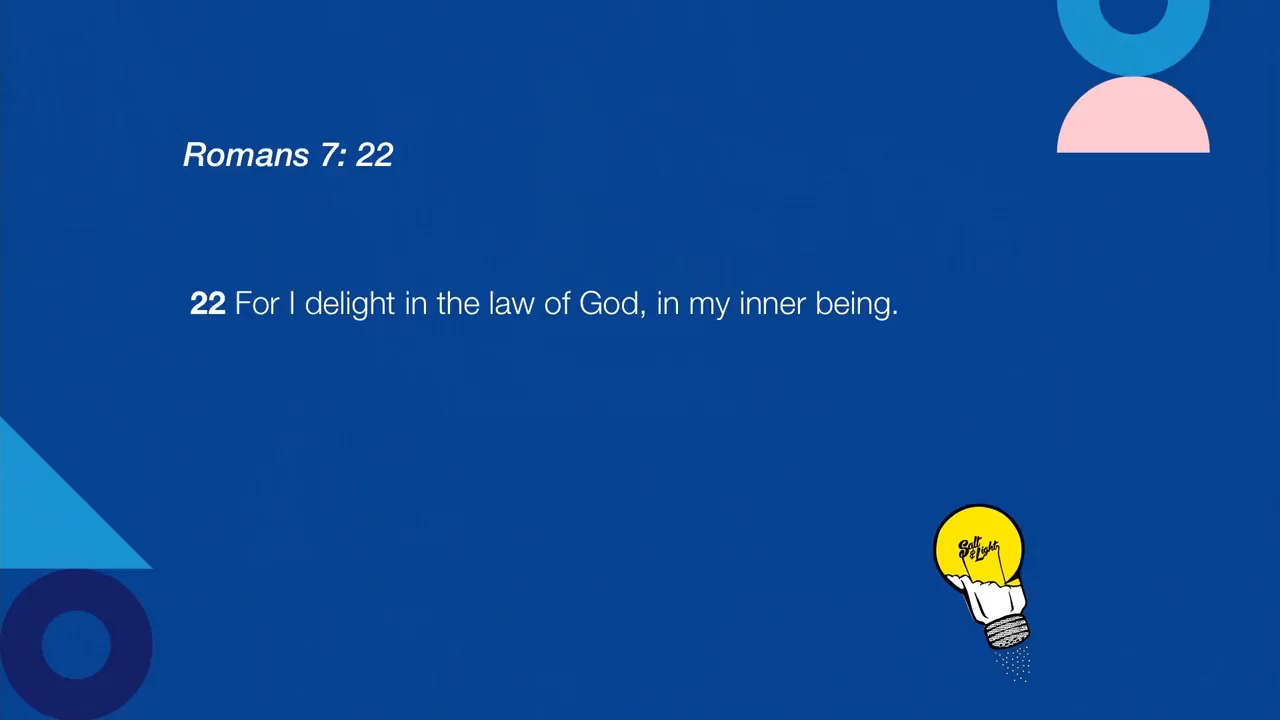 Romans 7: 22
22 For I delight in the law of God, in my inner being.
Salt
& Light